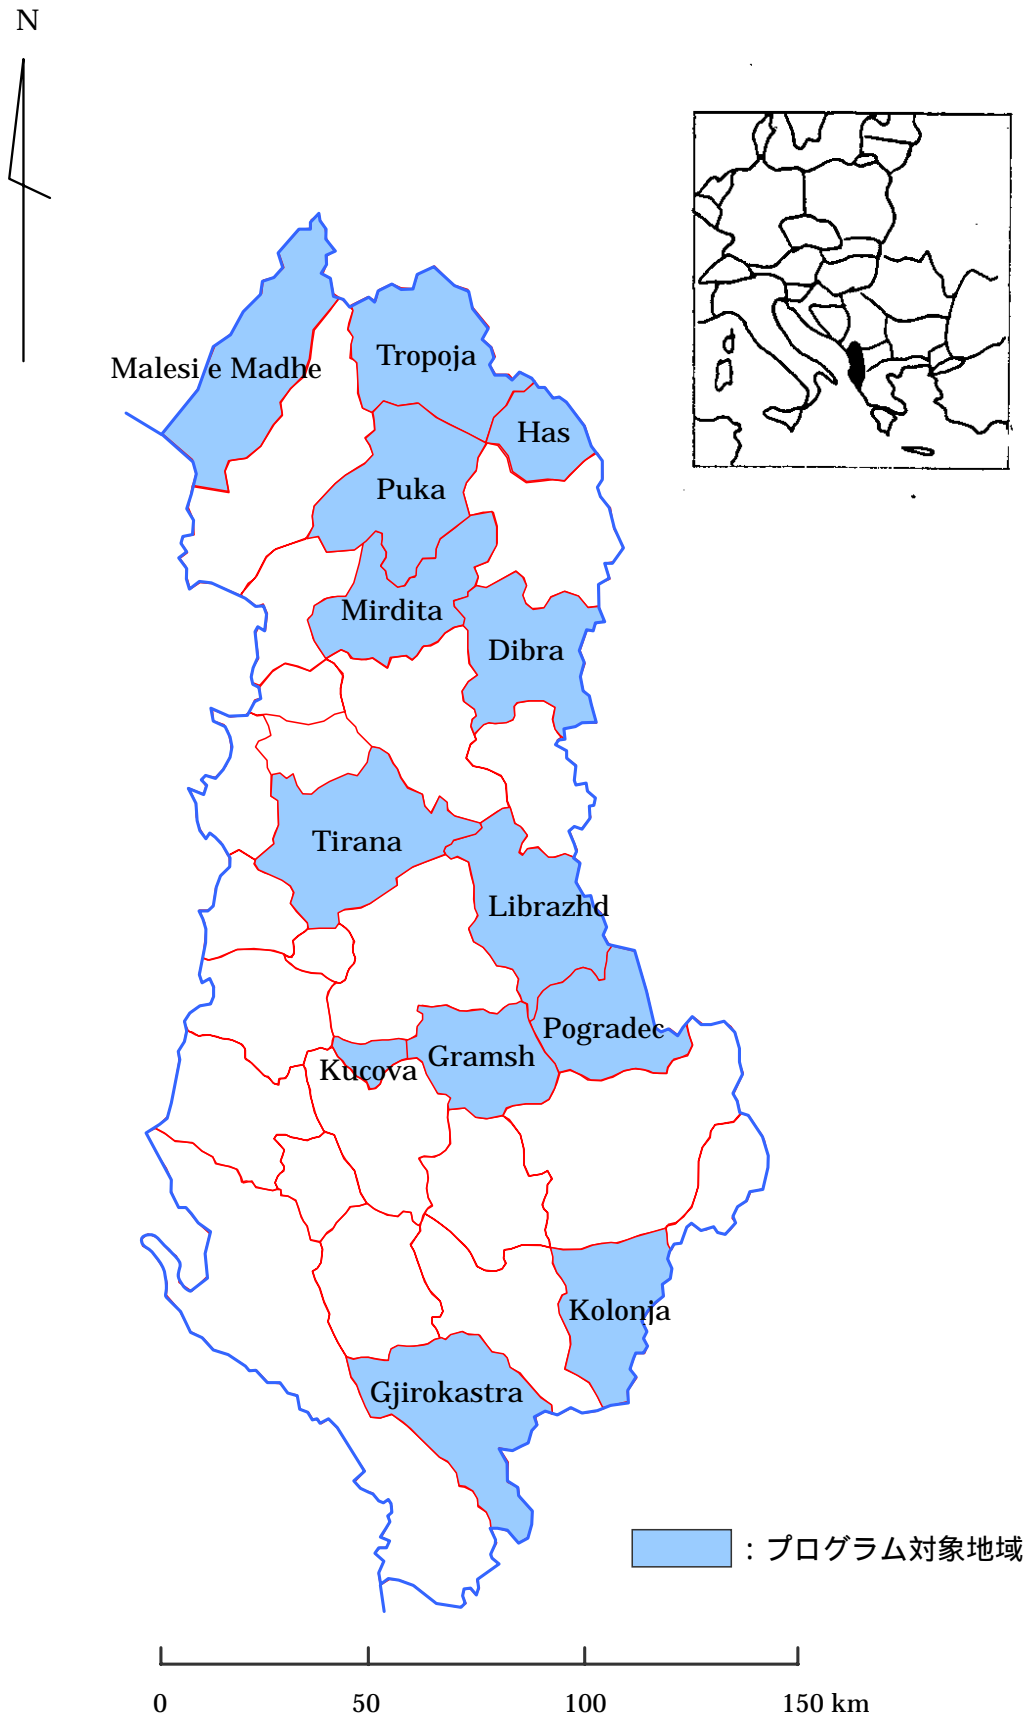 N
Malesi e Madhe
Tropoja
Has
Puka
Mirdita
Dibra
Tirana
Librazhd
Pogradec
Gramsh
Kuçova
Kolonja
Gjirokastra
：プログラム対象地域
0 50 100 150 km